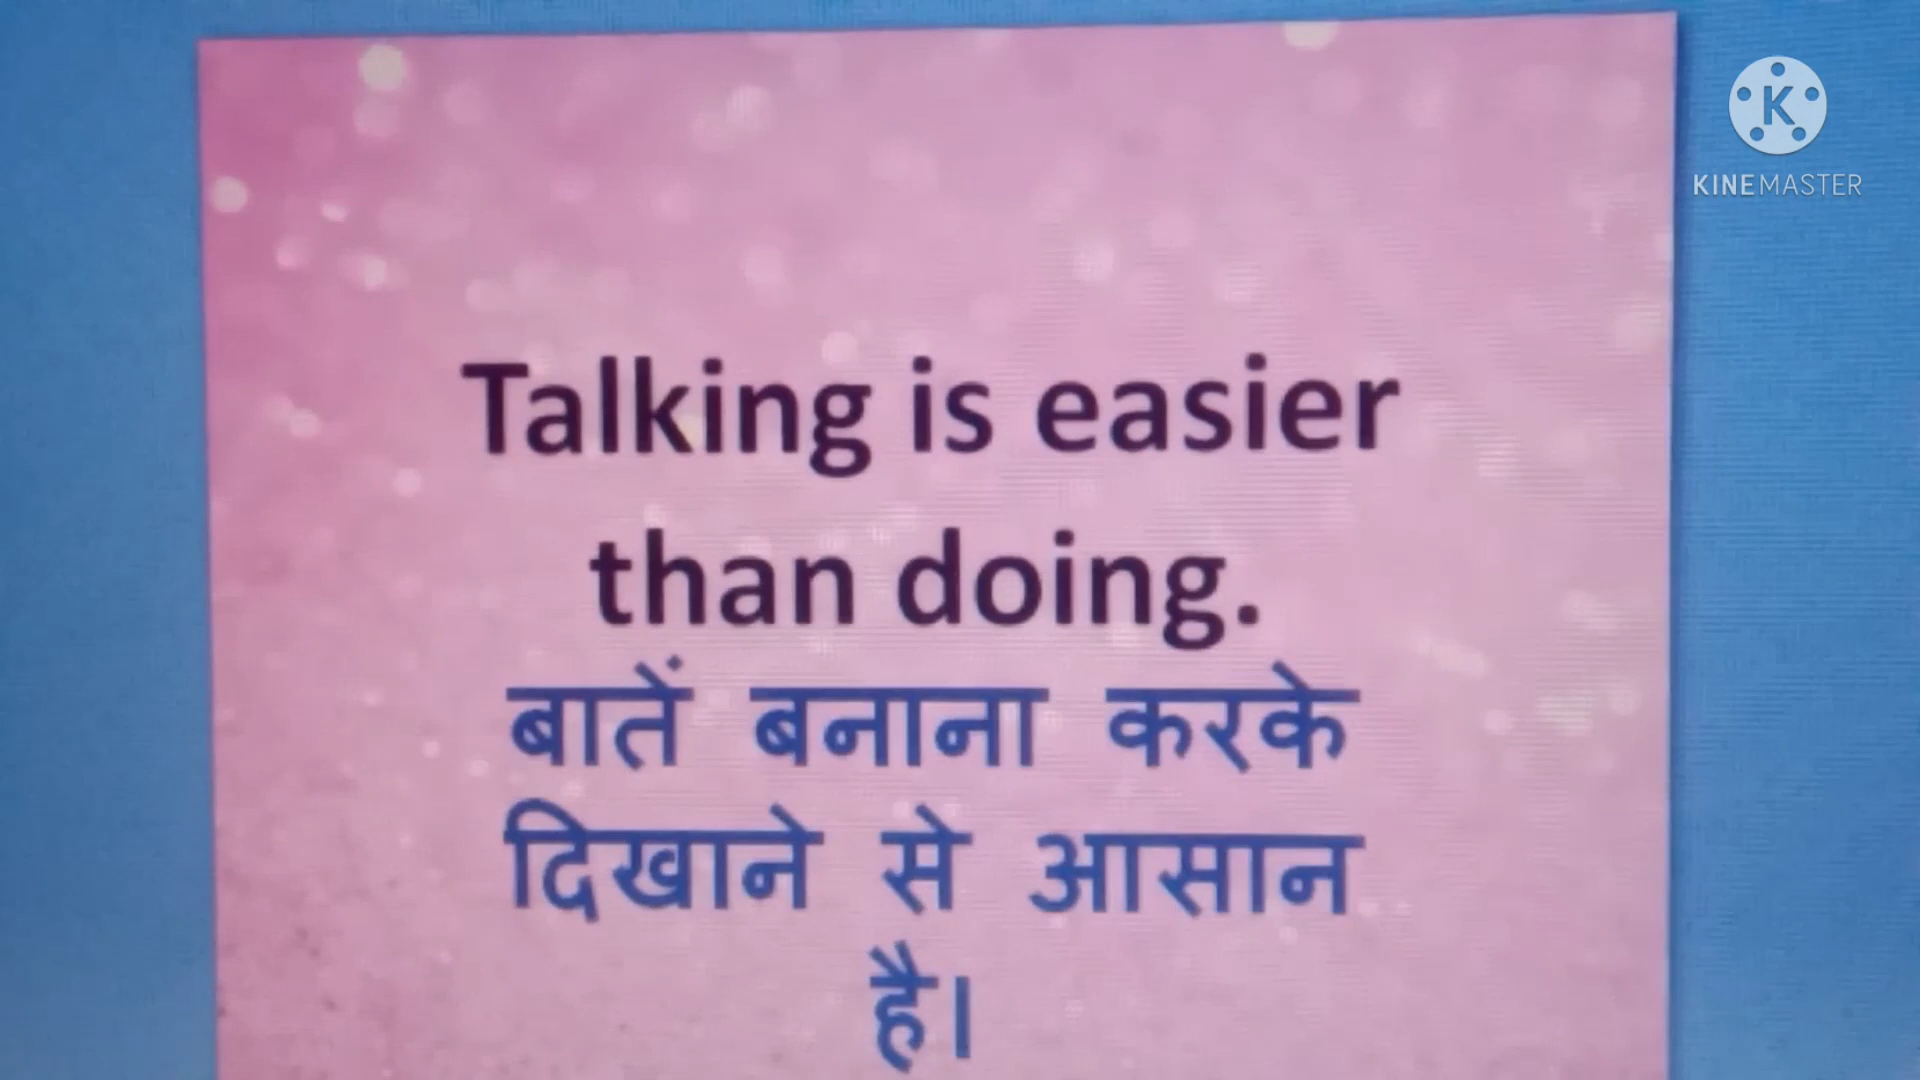 Talking is easier
than doing.
बातें बनाना करके
दिखाने से आसान
है।
K
KINEMASTER